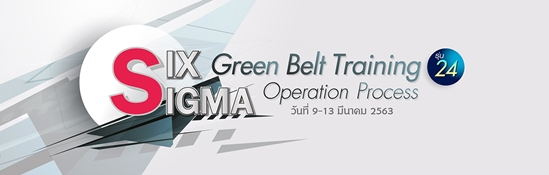 SIX SIGMA
Green Belt Training
รุ่น 24
Operation Process
วันที่ 9-13 มีนาคม 2563